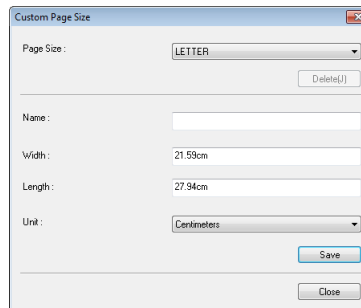 Custom Page Size
Page Size :
LETTER
Delete(J)
Name :
Width :
21.59cm
Length :
27.94cm
Unit :
Centimeters
Save
Close